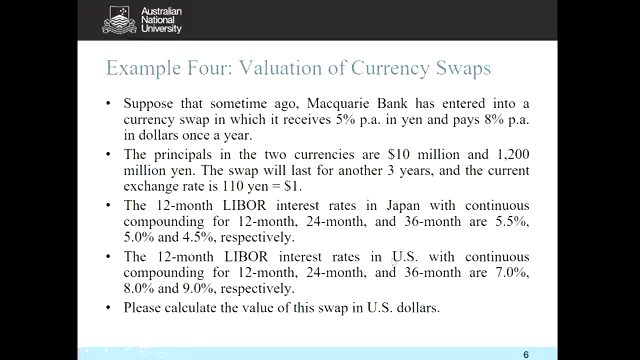 Australian
National
University
Example Four: Valuation of Currency Swaps
• Suppose that sometime ago, Macquarie Bank has entered into a
currency swap in which it receives 5% p.a. in yen and pays 8% p.a.
in dollars once a year.
• The principals in the two currencies are $10 million and 1,200
million yen. The swap will last for another 3 years, and the current
exchange rate is 110 yen = $1.
• The 12-month LIBOR interest rates in Japan with continuous
compounding for 12-month, 24-month, and 36-month are 5.5%,
5.0% and 4.5%, respectively.
• The 12-month LIBOR interest rates in U.S. with continuous
compounding for 12-month, 24-month, and 36-month are 7.0%,
8.0% and 9.0%, respectively.
• Please calculate the value of this swap in U.S. dollars.
6